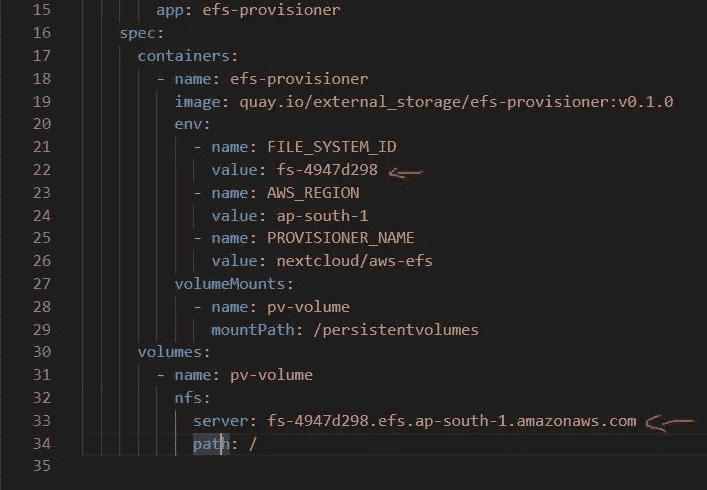 15 app: efs-provisioner
16 spec:
17 containers:
18 - name: efs-provisioner
19 image: quay.io/external_storage/efs-provisioner:v0.1.0
20 env:
21 - name: FILE_SYSTEM_ID
22 value: fs-4947d298
23 - name: AWS_REGION
24 value: ap-south-1
25 - name: PROVISIONER_NAME
26 value: nextcloud/aws-efs
27 volumeMounts:
28 - name: pv-volume
29 mountPath: /persistentvolumes
30 volumes:
31 - name: pv-volume
32 nfs:
33 server: fs-4947d298.efs.ap-south-1.amazonaws.com
34 path: /
35